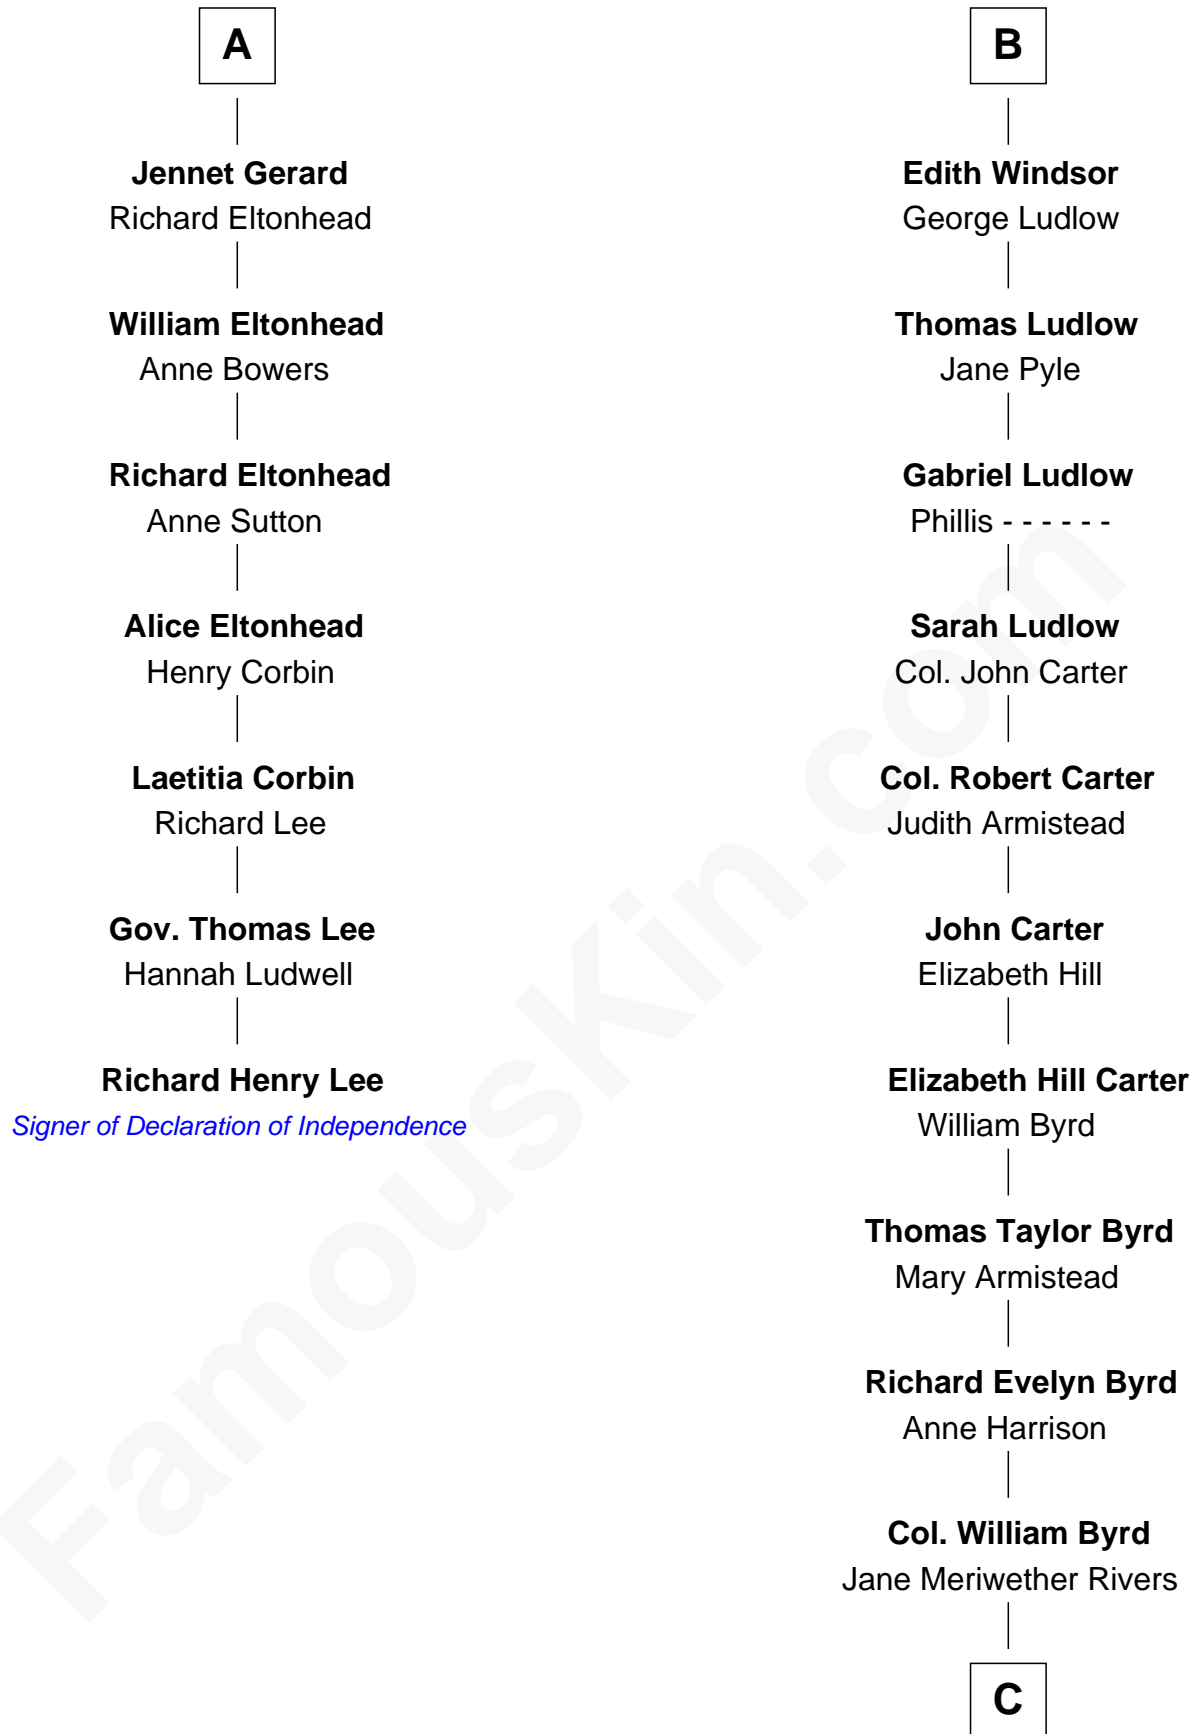 A
Jennet Gerard
Richard Eltonhead
William Eltonhead
Anne Bowers
Richard Eltonhead
Anne Sutton
Alice Eltonhead
Henry Corbin
Laetitia Corbin
Richard Lee
Gov. Thomas Lee
Hannah Ludwell
Richard Henry Lee
Signer of Declaration of Independence
B
Edith Windsor
George Ludlow
Thomas Ludlow
Jane Pyle
Gabriel Ludlow
Phillis - - - - - -
Sarah Ludlow
Col. John Carter
Col. Robert Carter
Judith Armistead
John Carter
Elizabeth Hill
Elizabeth Hill Carter
William Byrd
Thomas Taylor Byrd
Mary Armistead
Richard Evelyn Byrd
Anne Harrison
Col. William Byrd
Jane Meriwether Rivers
C
FamousKin.com